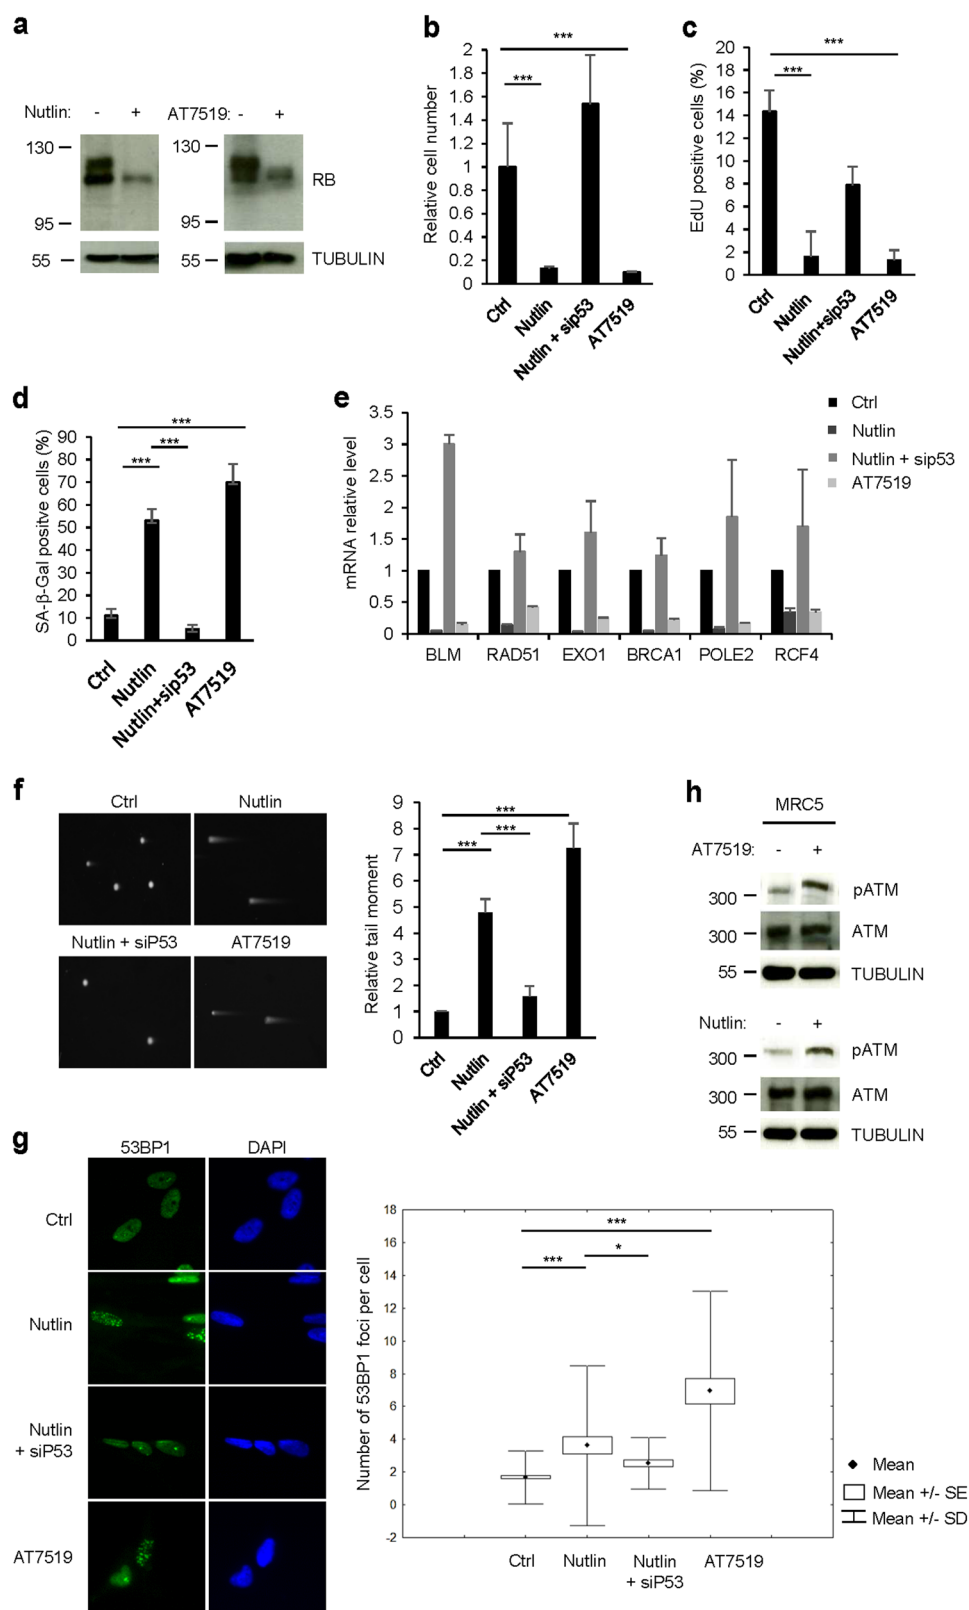 a
Nutlin: - + AT7519: - +
130
95
55
130
95
55
RB
TUBULIN
b
Relative cell number
2
1.8
1.6
1.4
1.2
1
0.8
0.6
0.4
0.2
0
***
***
Ctrl
Nutlin
Nutlin + sip53
AT7519
c
EdU positive cells (%)
20
18
16
14
12
10
8
6
4
2
0
***
***
Ctrl
Nutlin
Nutlin+sip53
AT7519
d
SA-β-Gal positve cells (%)
90
80
70
60
50
40
30
20
10
0
***
***
***
Ctrl
Nutlin
Nutlin+sip53
AT7519
e
mRNA relative level
3.5
3
2.5
2
1.5
1
0.5
0
BLM RAD51 EXO1 BRCA1 POLE2 RCF4
Ctrl
Nutlin
Nutlin + sip53
AT7519
f
Ctrl Nutlin
Nutlin + siP53 AT7519
Relative tail moment
9
8
7
6
5
4
3
2
1
0
***
***
***
Ctrl
Nutlin
Nutlin + siP53
AT7519
h
MRC5
AT7519: - +
300 pATM
300 ATM
55 TUBULIN
Nutlin: - +
300 pATM
300 ATM
55 TUBULIN
g
53BP1 DAPI
Ctrl
Nutlin
Nutlin
+ siP53
AT7519
Number of 53BP1 foci per cell
18
16
14
12
10
8
6
4
2
0
-2
***
***
*
Ctrl Nutlin Nutlin
+ siP53 AT7519
Mean
Mean +/- SE
Mean +/- SD